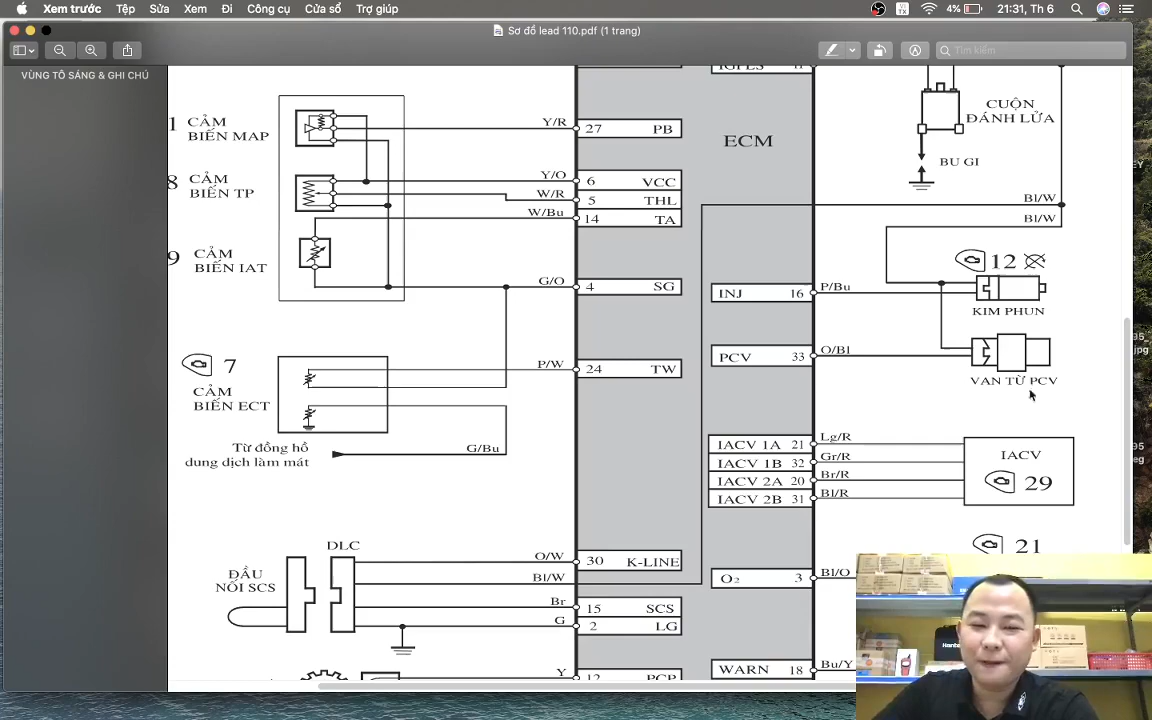 Xem trước Tệp Sửa Xem Đi Công cụ Cửa sổ Trợ giúp
4% 21:31, Th 6
Sơ đồ lead 110.pdf (1 trang)
Tìm kiếm
VÙNG TÔ SÁNG & GHI CHÚ
1 CẢM
BIẾN MAP
Y/R
27 PB
ECM
CUỘN
ĐÁNH LỬA
BU GI
8 CẢM
BIẾN TP
Y/O
6 VCC
W/R
5 THL
W/Bu
14 TA
Bl/W
Bl/W
9 CẢM
BIẾN IAT
G/O
4 SG
INJ 16
P/Bu
12
KIM PHUN
PCV 33
O/Bl
VAN TỪ PCV
7
CẢM
BIẾN ECT
P/W
24 TW
Từ đồng hồ
dung dịch làm mát
G/Bu
IACV 1A 21
Lg/R
IACV 1B 32
Gr/R
IACV 2A 20
Br/R
IACV 2B 31
Bl/R
IACV
29
21
DLC
ĐẦU
NỐI SCS
O/W
30 K-LINE
Bl/W
Br
15 SCS
G
2 LG
O2 3
Bl/O
WARN 18
Bu/Y
Y
12 PCP